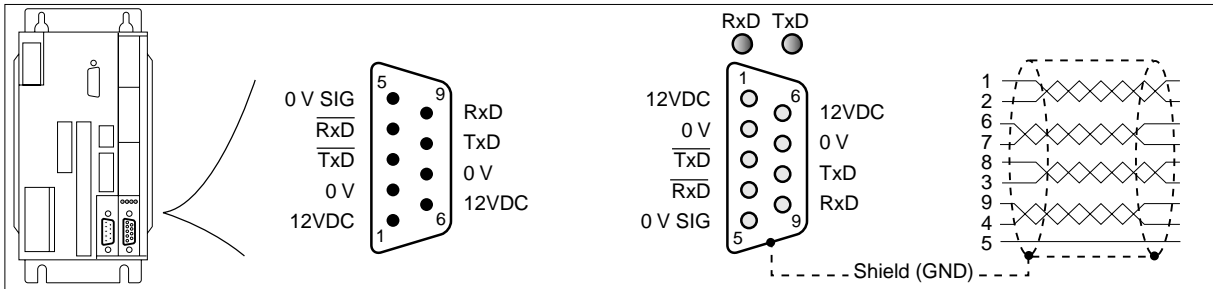 RxD TxD
5
9
0 V SIG
RxD
TxD
0 V
12VDC
RxD
TxD
0 V
12VDC
1
6
1
6
12VDC
0 V
TxD
RxD
0 V SIG
12VDC
0 V
TxD
RxD
5
9
Shield (GND)
1
2
6
7
8
3
9
4
5